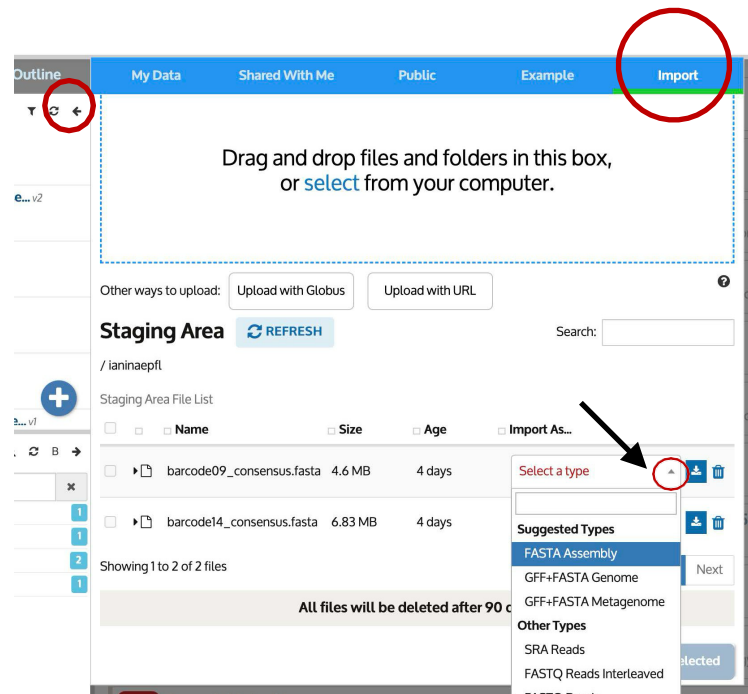 Outline
My Data Shared With Me Public Example Import
Drag and drop files and folders in this box,
or select from your computer.
e... v2
Other ways to upload: Upload with Globus Upload with URL
Staging Area REFRESH Search:
/ ianinaepfl
Staging Area File List
e... v1
Name Size Age Import As...
B
barcode09_consensus.fasta 4.6 MB 4 days Select a type
1
barcode14_consensus.fasta 6.83 MB 4 days
1
Suggested Types
FASTA Assembly
2
Showing 1 to 2 of 2 files Next
GFF+FASTA Genome
1
GFF+FASTA Metagenome
All files will be deleted after 90
Other Types
SRA Reads
FASTQ Reads Interleaved